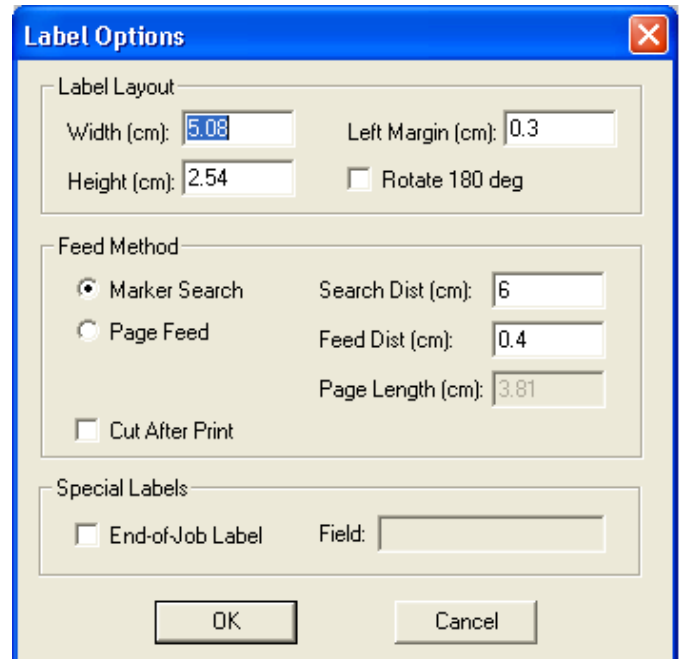 Label Options
Label Layout
Width (cm): 5.08 Left Margin (cm): 0.3
Height (cm): 2.54 Rotate 180 deg
Feed Method
Marker Search Search Dist (cm): 6
Page Feed Feed Dist (cm): 0.4
Page Length (cm): 3.81
Cut After Print
Special Labels
End-of-Job Label Field:
OK Cancel